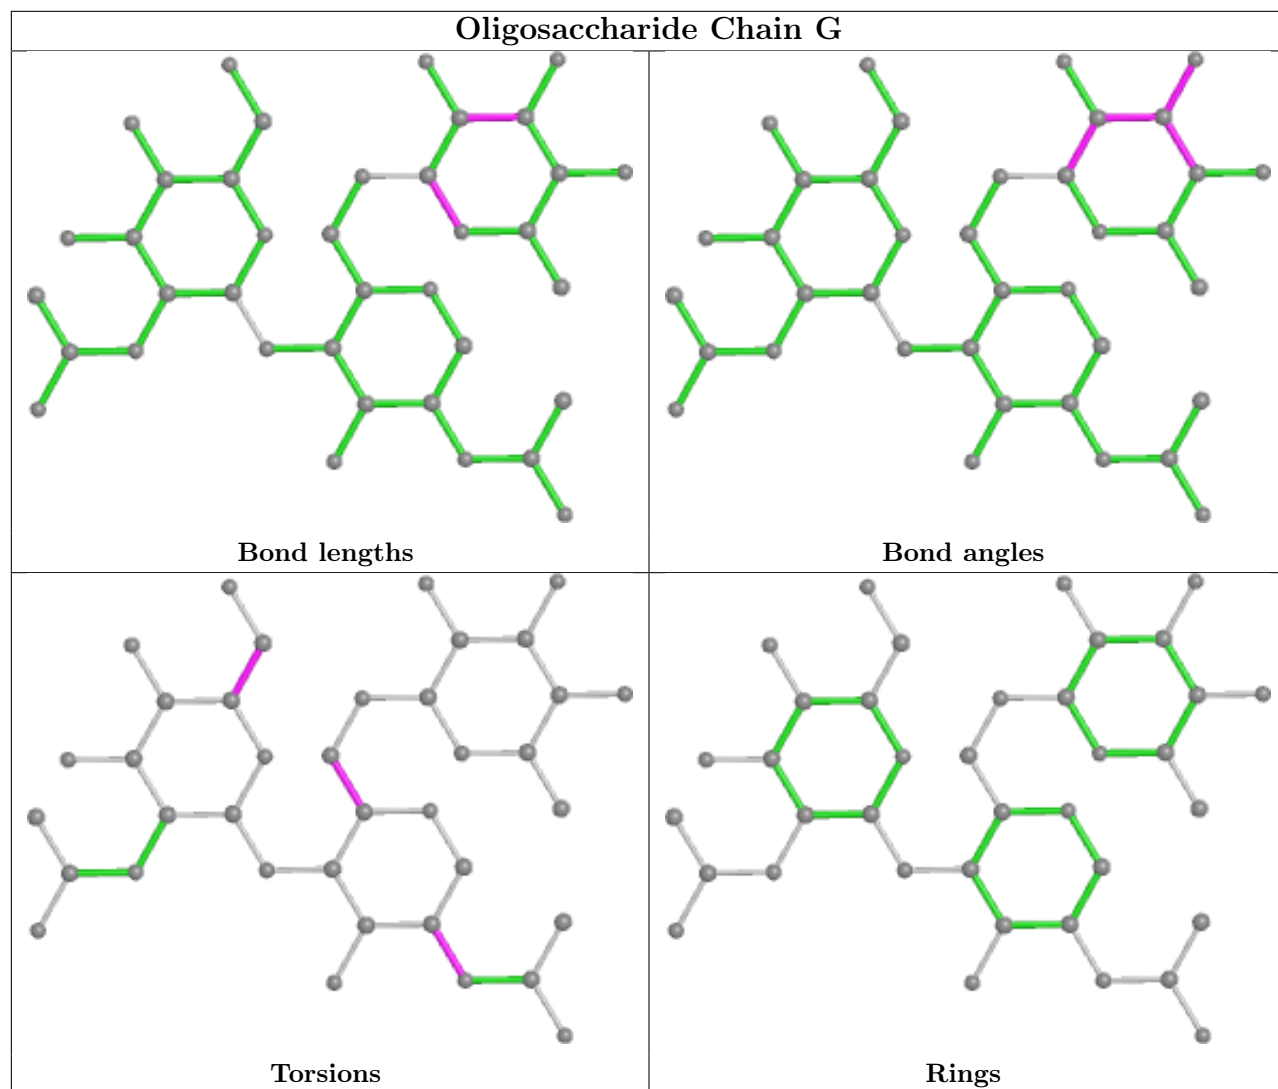 Oligosaccharide Chain G
Bond lengths
Bond angles
Torsions
Rings